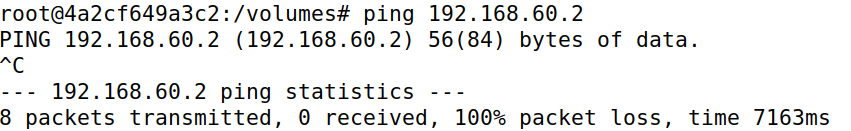 root@4a2cf649a3c2:/volumes# ping 192.168.60.2
PING 192.168.60.2 (192.168.60.2) 56(84) bytes of data.
^C
--- 192.168.60.2 ping statistics ---
8 packets transmitted, 0 received, 100% packet loss, time 7163ms